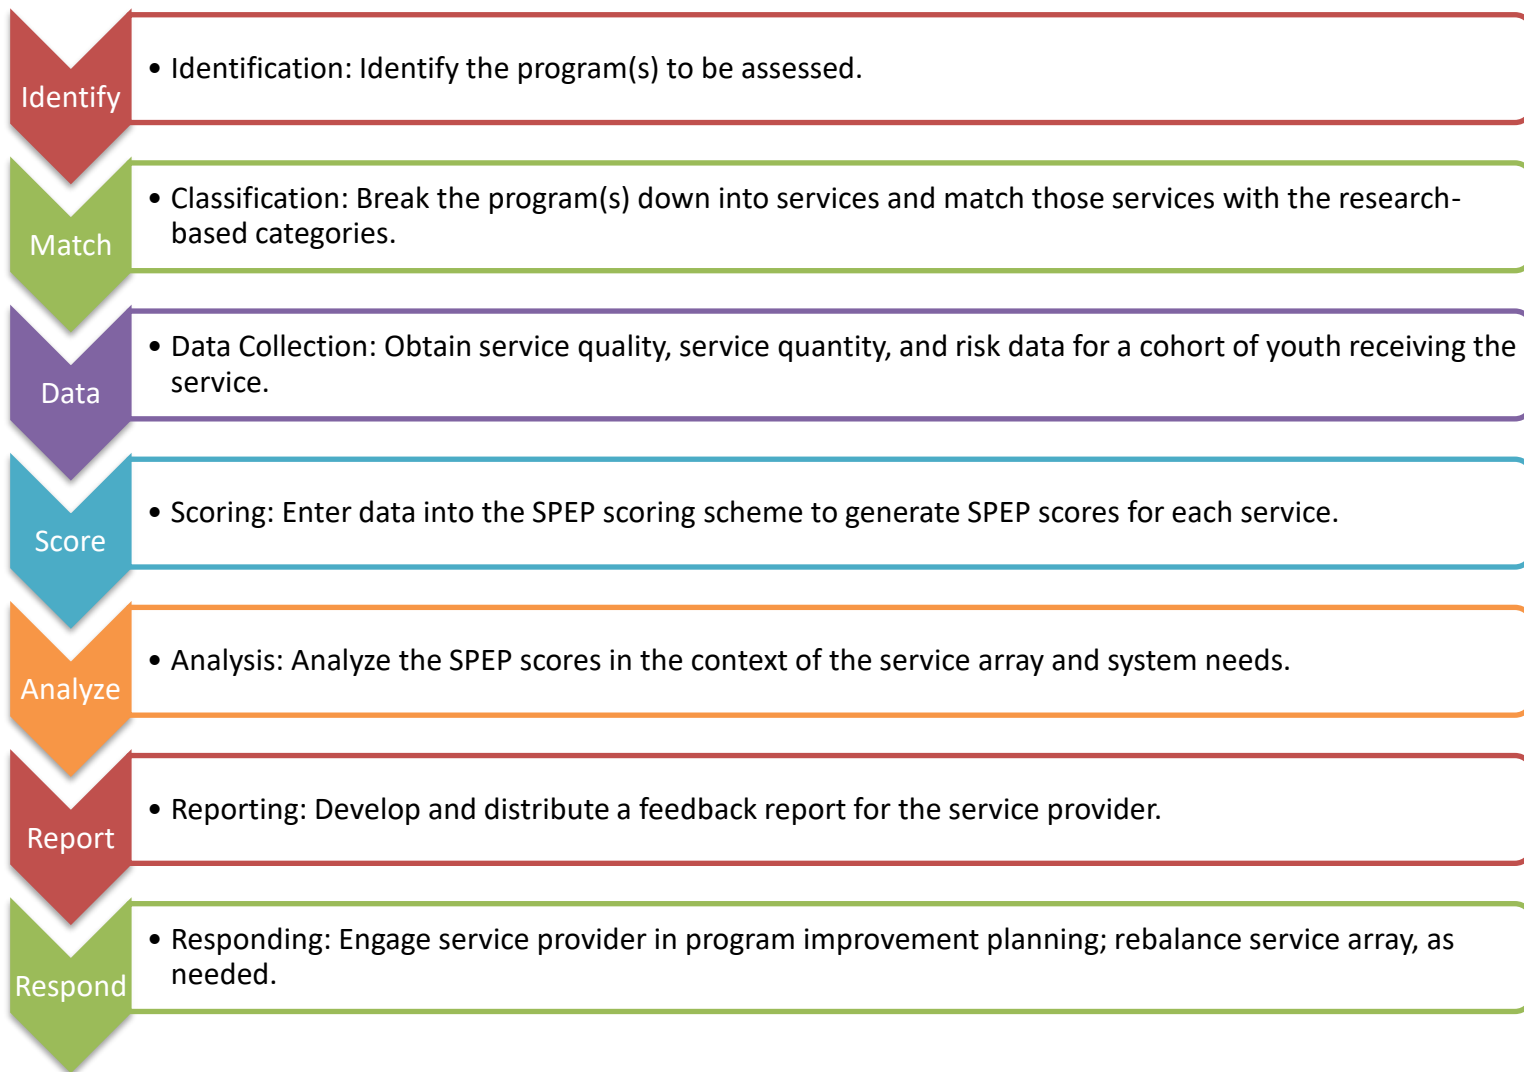 Identify
• Identification: Identify the program(s) to be assessed.
Match
• Classification: Break the program(s) down into services and match those services with the research-
based categories.
Data
• Data Collection: Obtain service quality, service quantity, and risk data for a cohort of youth receiving the
service.
Score
• Scoring: Enter data into the SPEP scoring scheme to generate SPEP scores for each service.
Analyze
• Analysis: Analyze the SPEP scores in the context of the service array and system needs.
Report
• Reporting: Develop and distribute a feedback report for the service provider.
Respond
• Responding: Engage service provider in program improvement planning; rebalance service array, as
needed.